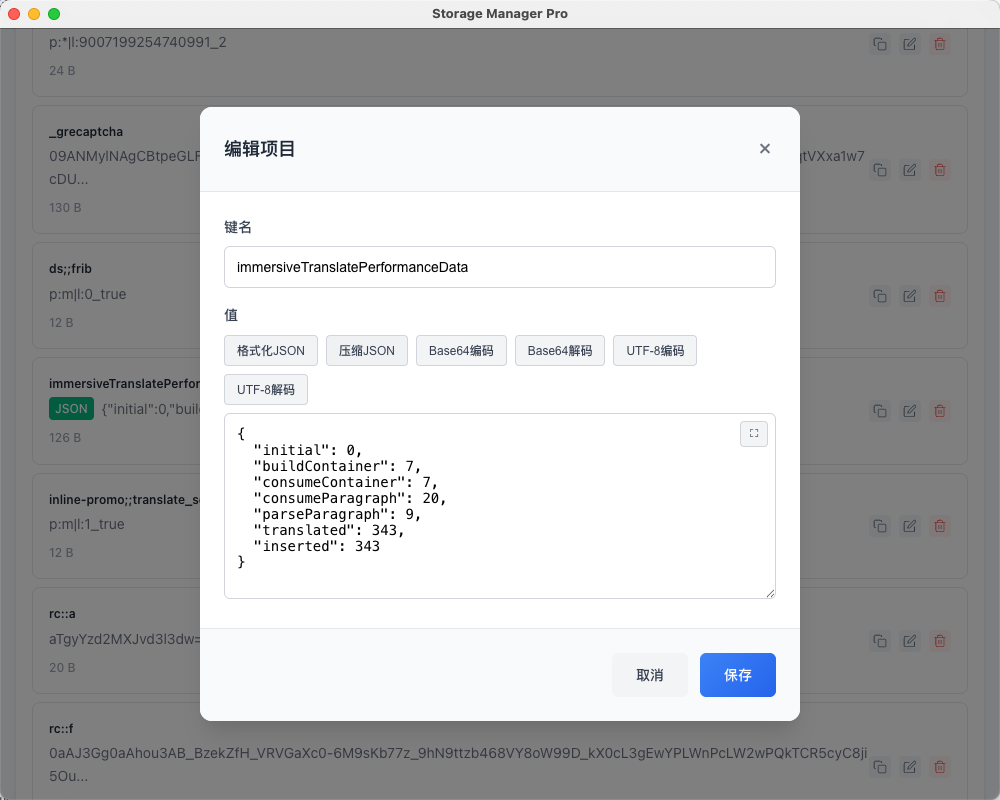 Storage Manager Pro
p:*|l:9007199254740991_2
24 B
_grecaptcha
09ANMylNAgCBtpeGLF
tVXxa1w7
cDU...
130 B
ds;;frib
p:m|l:0_true
12 B
immersiveTranslatePerfor
JSON {"initial":0,"buil
126 B
inline-promo;;translate_s
p:m|l:1_true
12 B
rc::a
aTgyYzd2MXJvd3l3dw=
20 B
rc::f
0aAJ3Gg0aAhou3AB_BzekZfH_VRVGaXc0-6M9sKb77z_9hN9ttzb468VY8oW99D_kX0cL3gEwYPLWnPcLW2wPQkTCR5cyC8ji
5Ou...
编辑项目
×
键名
immersiveTranslatePerformanceData
值
格式化JSON 压缩JSON Base64编码 Base64解码 UTF-8编码
UTF-8解码
{
  "initial": 0,
  "buildContainer": 7,
  "consumeContainer": 7,
  "consumeParagraph": 20,
  "parseParagraph": 9,
  "translated": 343,
  "inserted": 343
}
取消 保存